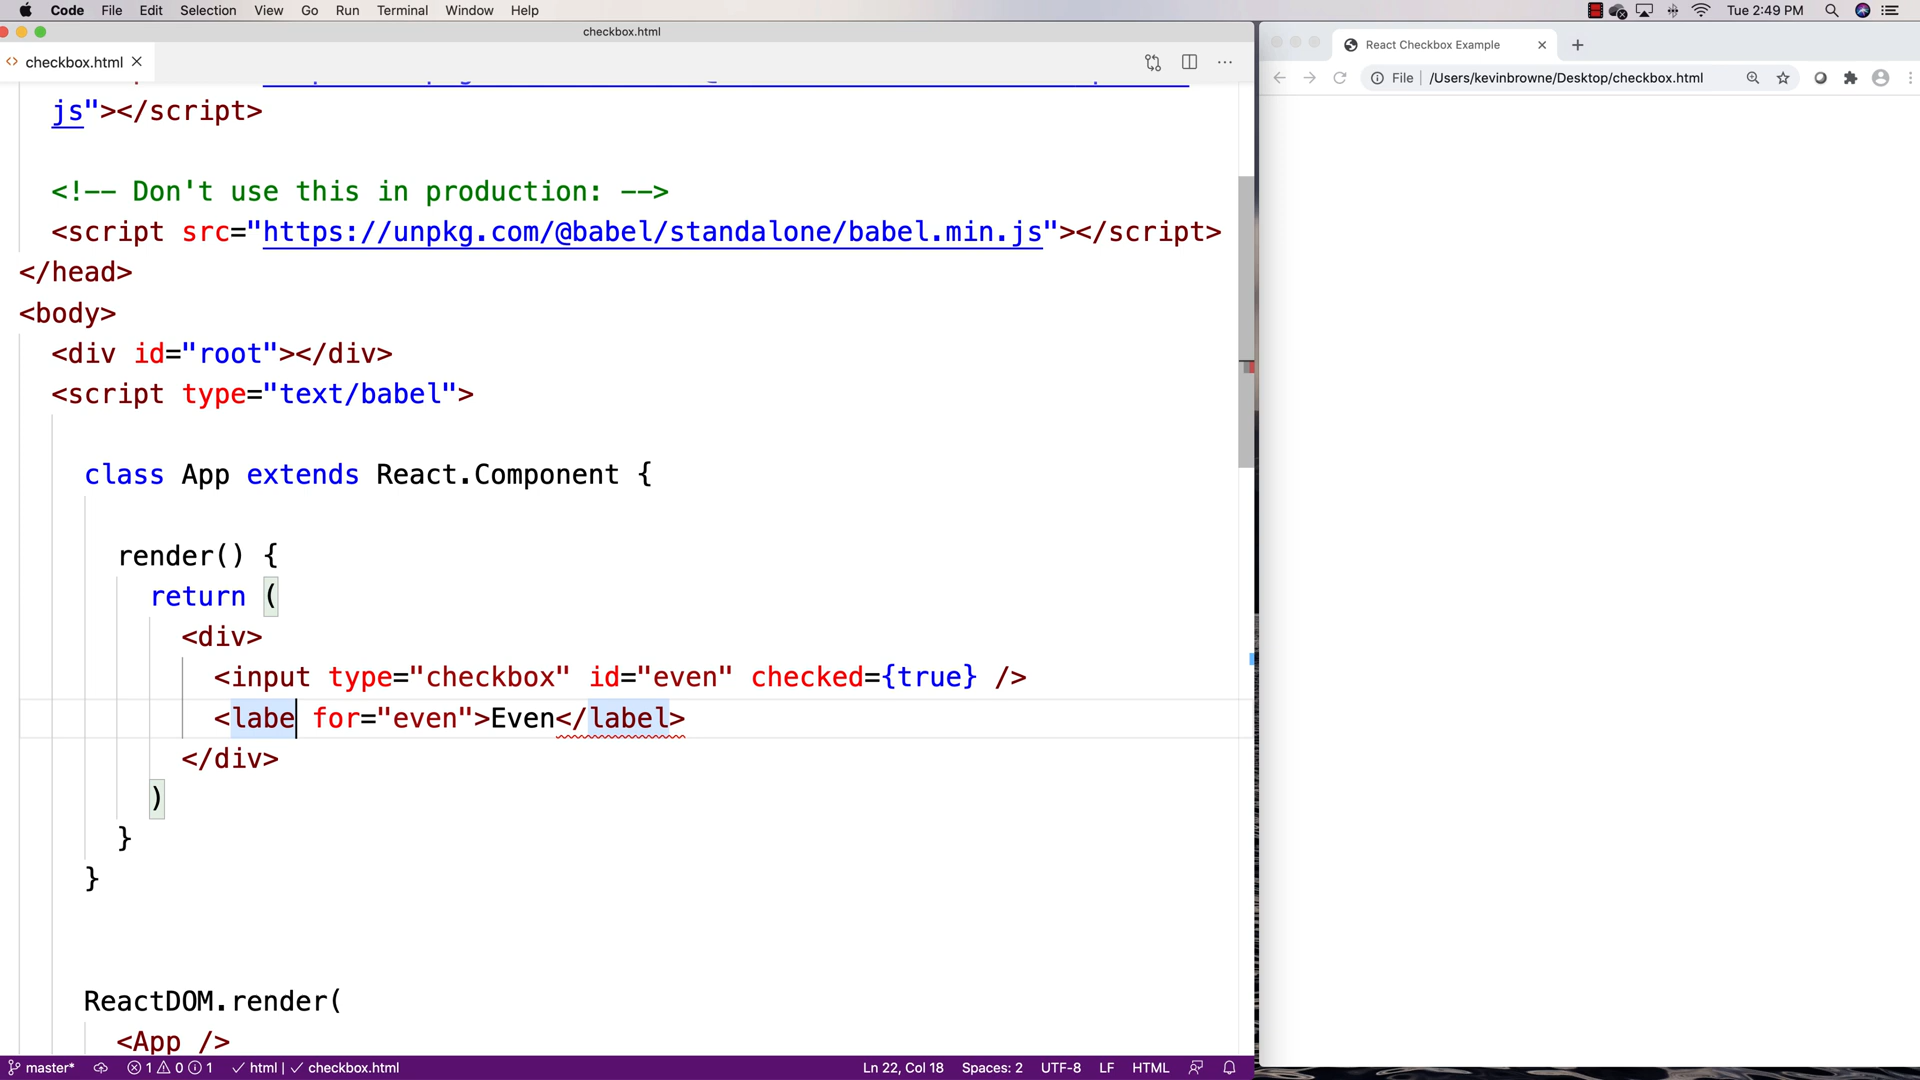 Code File Edit Selection View Go Run Terminal Window Help Tue 2:49 PM
checkbox.html
checkbox.html
js"></script>
<!-- Don't use this in production: -->
<script src="https://unpkg.com/@babel/standalone/babel.min.js"></script>
</head>
<body>
<div id="root"></div>
<script type="text/babel">
class App extends React.Component {
render() {
return (
<div>
<input type="checkbox" id="even" checked={true} />
<labe for="even">Even</label>
</div>
)
}
}
ReactDOM.render(
<App />
master* 1 0 1 html | checkbox.html Ln 22, Col 18 Spaces: 2 UTF-8 LF HTML
React Checkbox Example
File | /Users/kevinbrowne/Desktop/checkbox.html